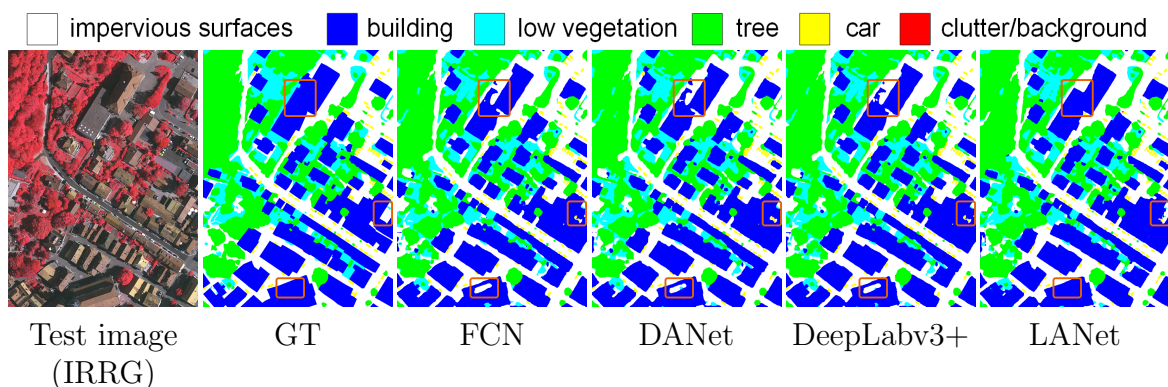 impervious surfaces building low vegetation tree car clutter/background
Test image (IRRG) GT FCN DANet DeepLabv3+ LANet